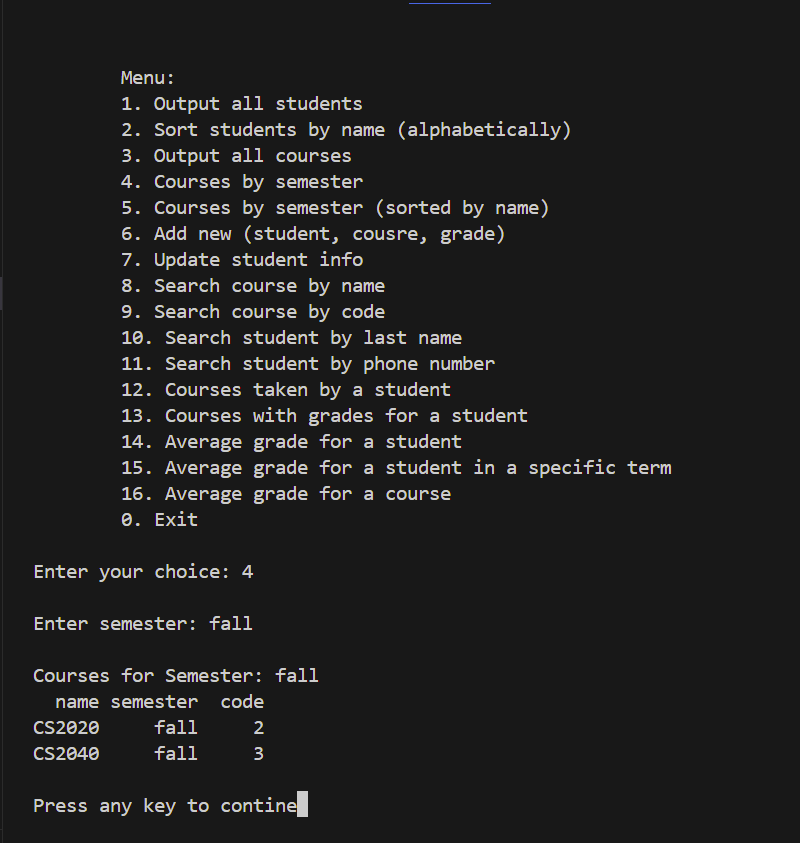 Menu:
1. Output all students
2. Sort students by name (alphabetically)
3. Output all courses
4. Courses by semester
5. Courses by semester (sorted by name)
6. Add new (student, cousre, grade)
7. Update student info
8. Search course by name
9. Search course by code
10. Search student by last name
11. Search student by phone number
12. Courses taken by a student
13. Courses with grades for a student
14. Average grade for a student
15. Average grade for a student in a specific term
16. Average grade for a course
0. Exit
Enter your choice: 4
Enter semester: fall
Courses for Semester: fall
name semester code
CS2020 fall 2
CS2040 fall 3
Press any key to contine